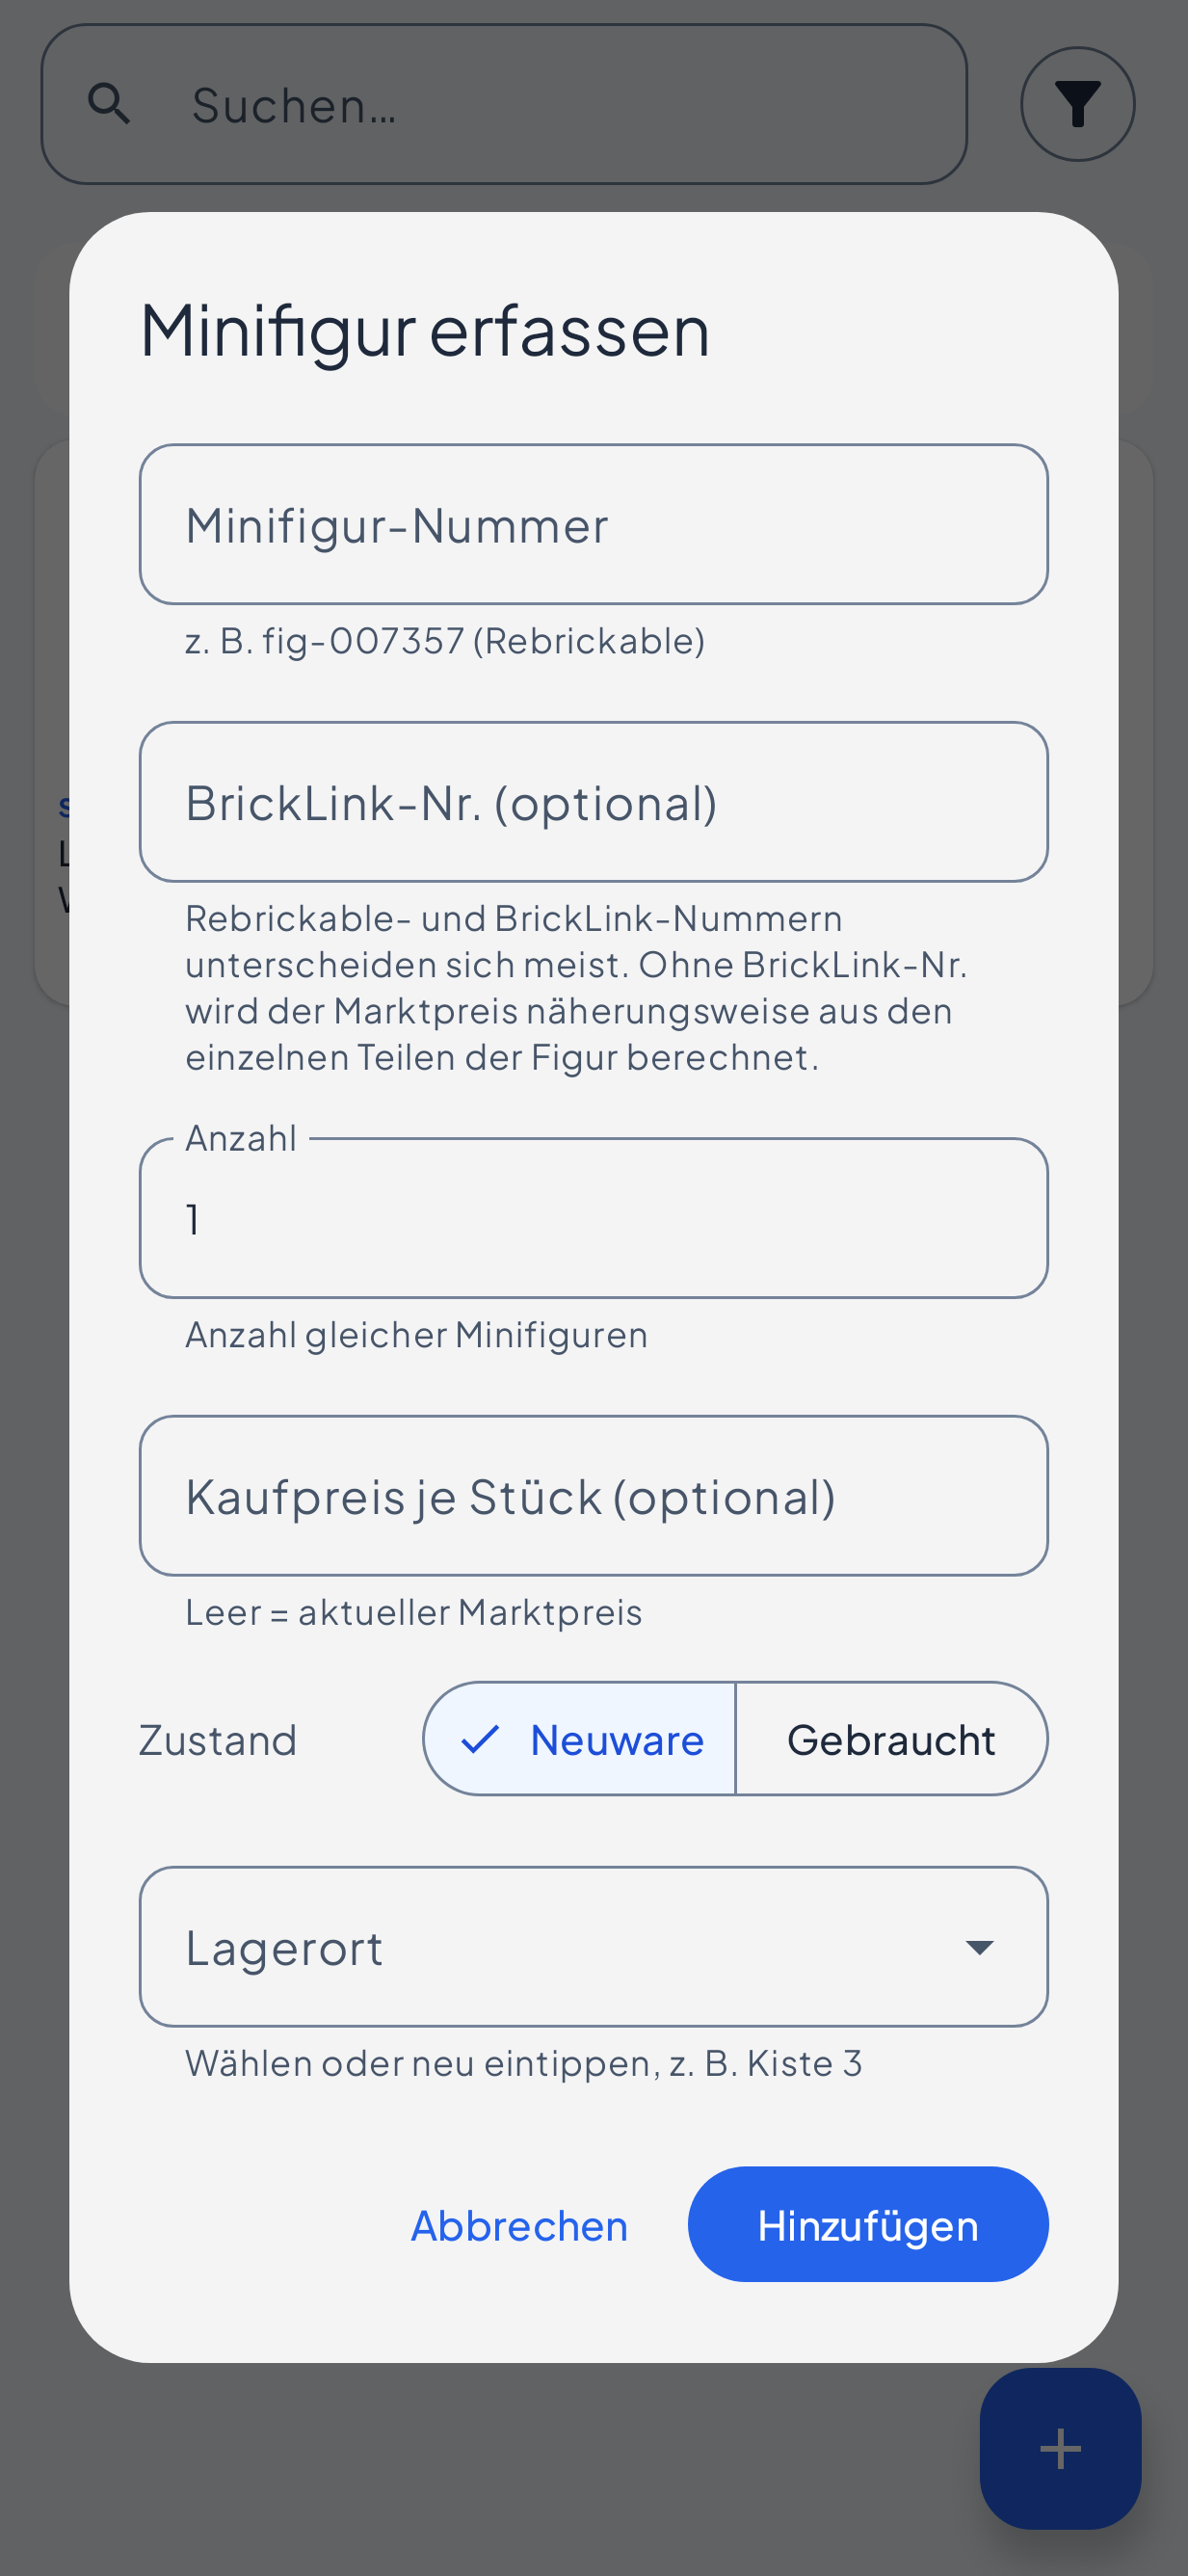 Suchen...
Minifigur erfassen
Minifigur-Nummer
z. B. fig-007357 (Rebrickable)
BrickLink-Nr. (optional)
Rebrickable- und BrickLink-Nummern
unterscheiden sich meist. Ohne BrickLink-Nr.
wird der Marktpreis näherungsweise aus den
einzelnen Teilen der Figur berechnet.
Anzahl
1
Anzahl gleicher Minifiguren
Kaufpreis je Stück (optional)
Leer = aktueller Marktpreis
Zustand Neuware Gebraucht
Lagerort
Wählen oder neu eintippen, z. B. Kiste 3
Abbrechen Hinzufügen